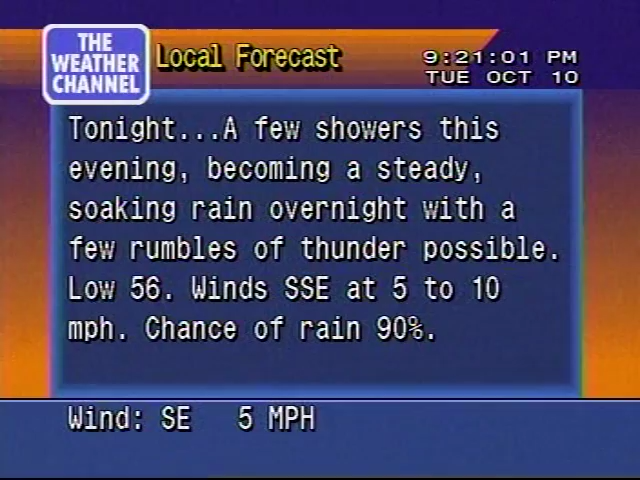 THE
WEATHER
CHANNEL
Local Forecast
9:21:01 PM
TUE OCT 10
Tonight...A few showers this
evening, becoming a steady,
soaking rain overnight with a
few rumbles of thunder possible.
Low 56. Winds SSE at 5 to 10
mph. Chance of rain 90%.
Wind: SE 5 MPH